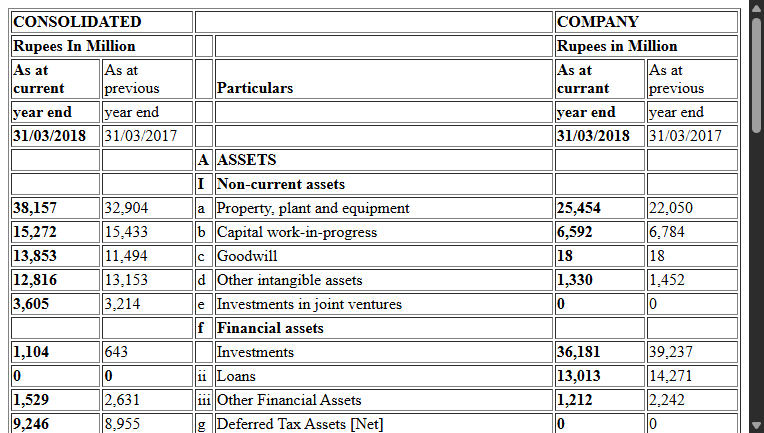 CONSOLIDATED COMPANY
Rupees In Million Rupees in Million
As at current As at previous Particulars As at currant As at previous
year end year end year end year end
31/03/2018 31/03/2017 31/03/2018 31/03/2017
A ASSETS
I Non-current assets
38,157 32,904 a Property, plant and equipment 25,454 22,050
15,272 15,433 b Capital work-in-progress 6,592 6,784
13,853 11,494 c Goodwill 18 18
12,816 13,153 d Other intangible assets 1,330 1,452
3,605 3,214 e Investments in joint ventures 0 0
f Financial assets
1,104 643 Investments 36,181 39,237
0 0 ii Loans 13,013 14,271
1,529 2,631 iii Other Financial Assets 1,212 2,242
9,246 8,955 g Deferred Tax Assets [Net] 0 0